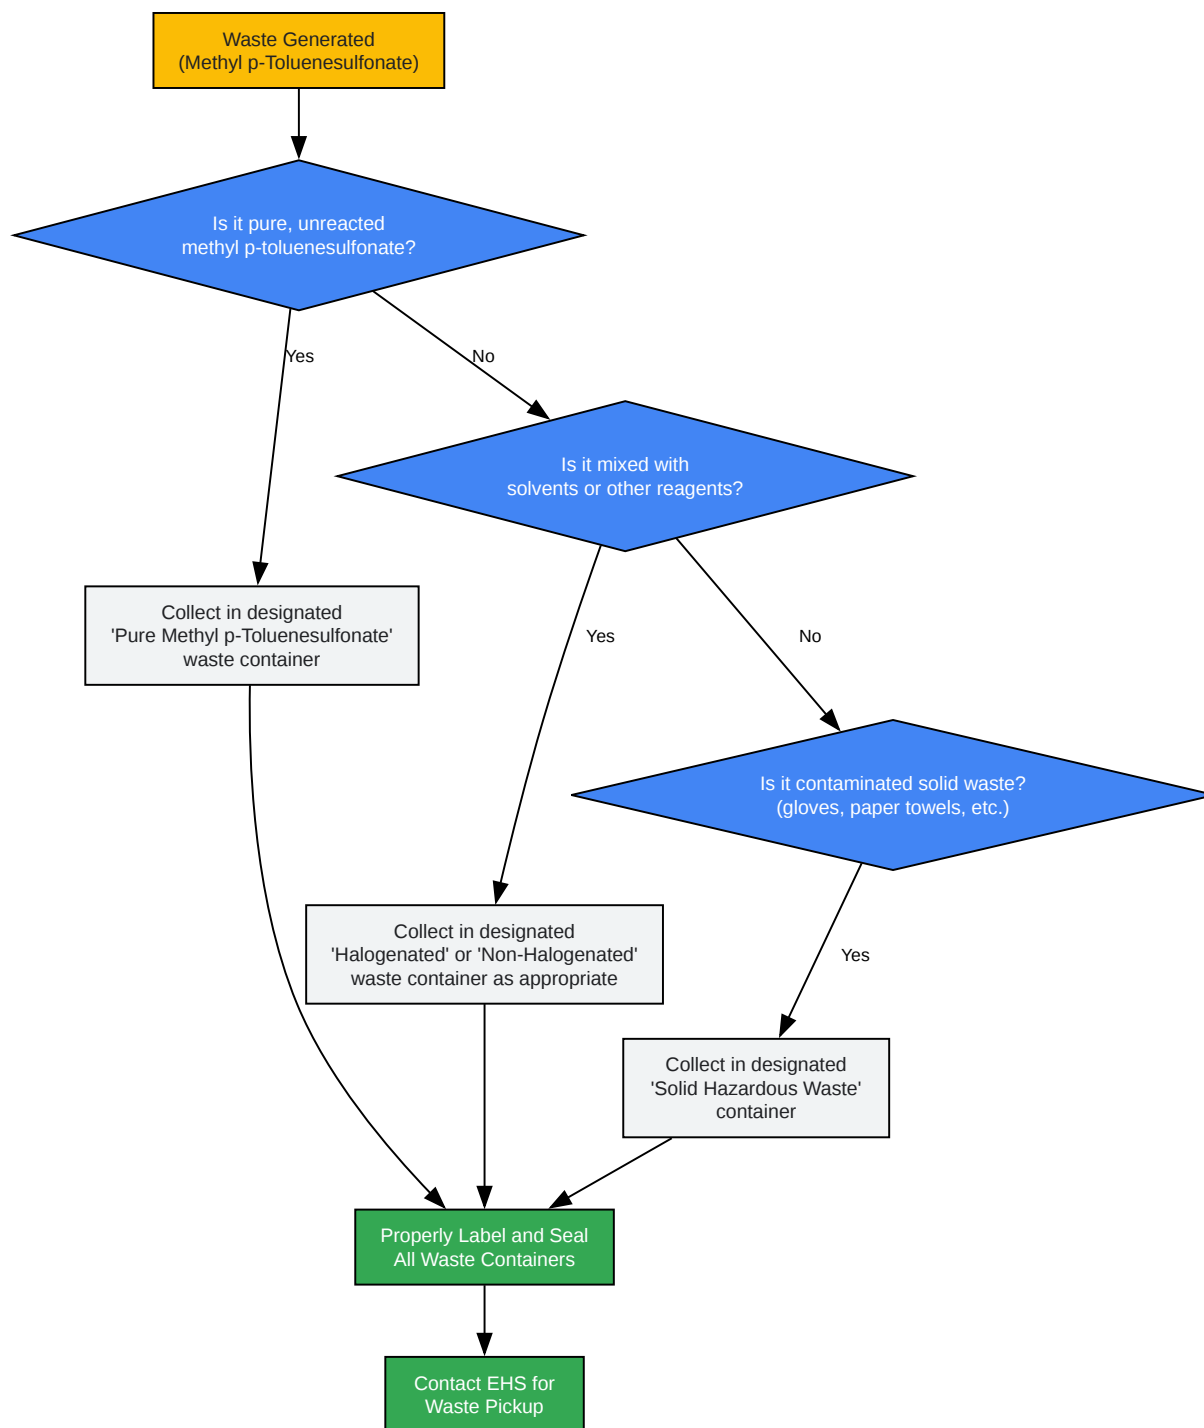 Waste Generated
(Methyl p-Toluenesulfonate)
Is it pure, unreacted
methyl p-toluenesulfonate?
Yes
No
Is it mixed with
solvents or other reagents?
Collect in designated
'Pure Methyl p-Toluenesulfonate'
waste container
Yes
No
Is it contaminated solid waste?
(gloves, paper towels, etc.)
Collect in designated
'Halogenated' or 'Non-Halogenated'
waste container as appropriate
Yes
Collect in designated
'Solid Hazardous Waste'
container
Properly Label and Seal
All Waste Containers
Contact EHS for
Waste Pickup